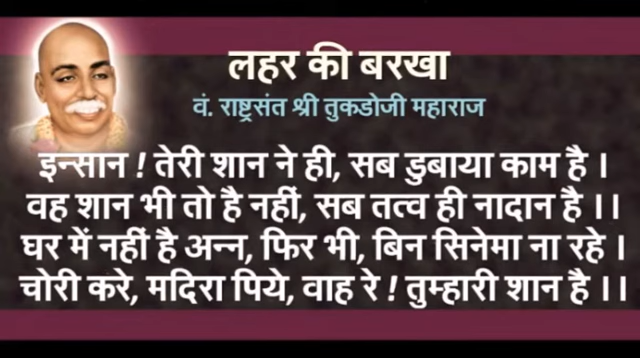 लहर की बरखा
वं. राष्ट्रसंत श्री तुकडोजी महाराज
इन्सान ! तेरी शान ने ही, सब डुबाया काम है ।
वह शान भी तो है नहीं, सब तत्व ही नादान है ।।
घर में नहीं है अन्न, फिर भी, बिन सिनेमा ना रहे ।
चोरी करे, मदिरा पिये, वाह रे ! तुम्हारी शान है ।।